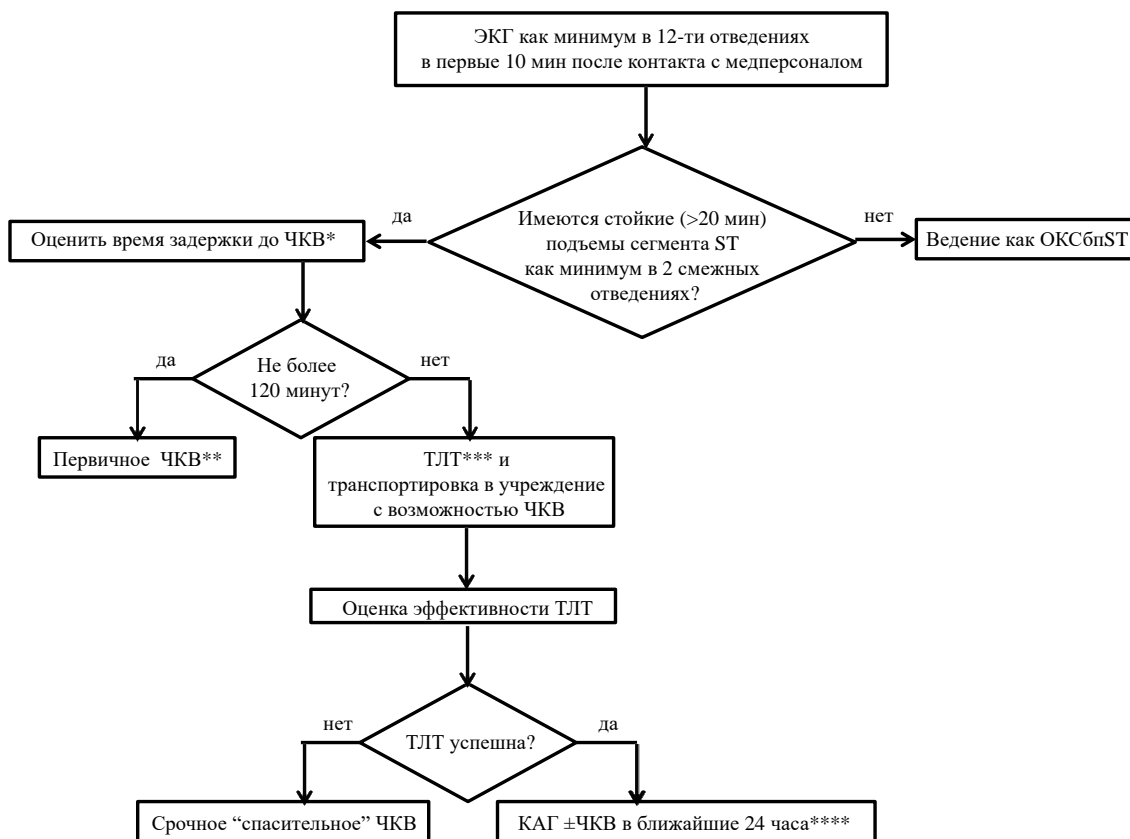 ЭКГ как минимум в 12-ти отведениях
в первые 10 мин после контакта с медперсоналом
Имеются стойкие (>20 мин)
подъемы сегмента ST
как минимум в 2 смежных
отведениях?
да
нет
Оценить время задержки до ЧКВ*
Ведение как ОКСбпST
Не более
120 минут?
да
нет
Первичное ЧКВ**
ТЛТ*** и
транспортировка в учреждение
с возможностью ЧКВ
Оценка эффективности ТЛТ
ТЛТ успешна?
нет
да
Срочное “спасительное” ЧКВ
КАГ ±ЧКВ в ближайшие 24 часа****